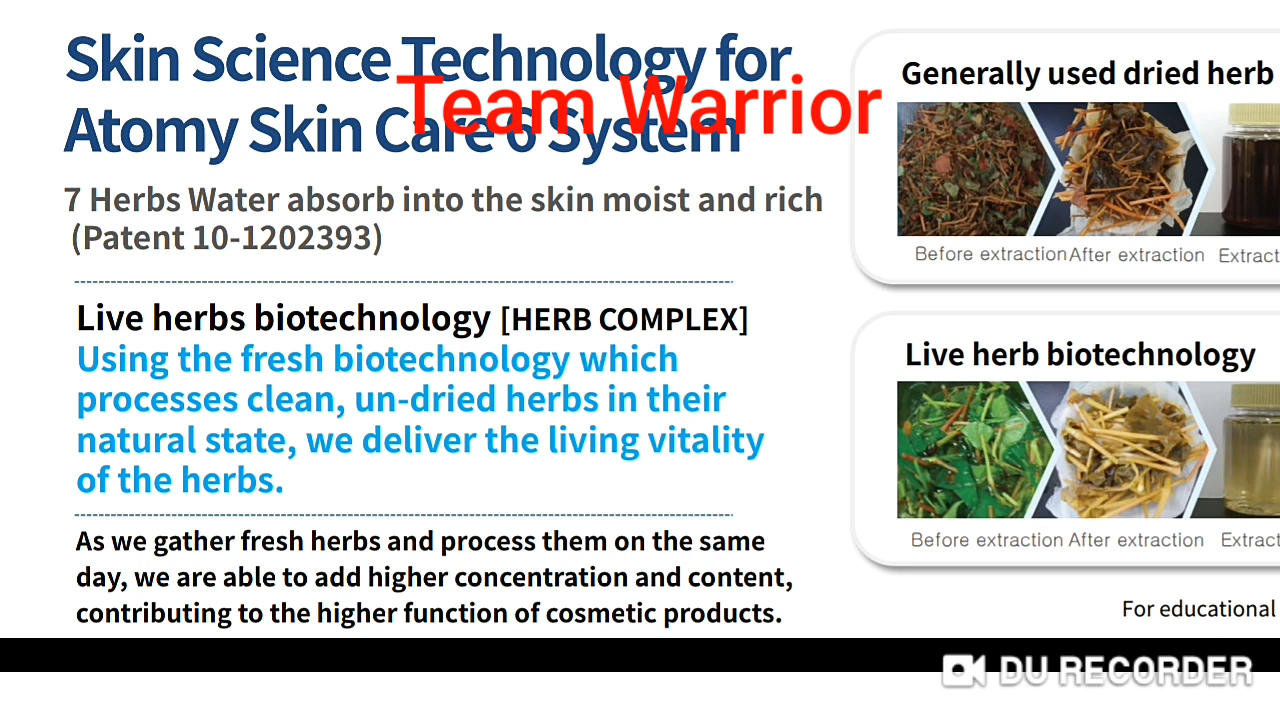 Skin Science Technology for
Atomy Skin Care 6 System
Team Warrior
7 Herbs Water absorb into the skin moist and rich
(Patent 10-1202393)
Live herbs biotechnology [HERB COMPLEX]
Using the fresh biotechnology which
processes clean, un-dried herbs in their
natural state, we deliver the living vitality
of the herbs.
As we gather fresh herbs and process them on the same
day, we are able to add higher concentration and content,
contributing to the higher function of cosmetic products.
Generally used dried herb
Before extraction After extraction Extract
Live herb biotechnology
Before extraction After extraction Extract
For educational
DU RECORDER